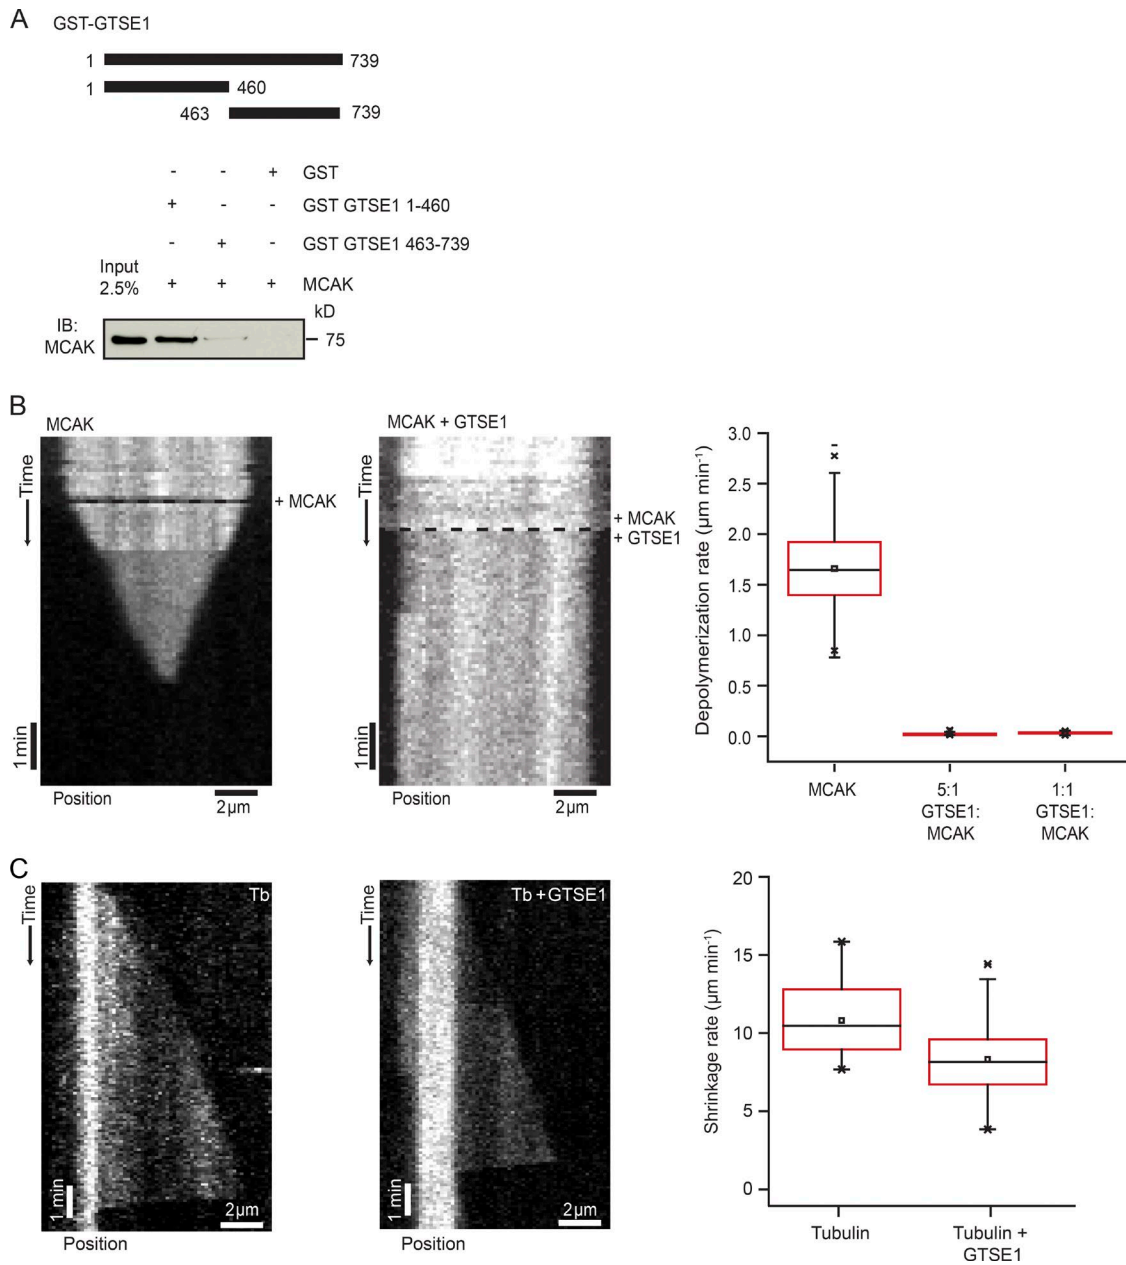 A
GST-GTSE1
1 739
1 460
463 739
- - + GST
+ - - GST GTSE1 1-460
- + - GST GTSE1 463-739
Input
2.5%
+ + + MCAK
kD
IB:
MCAK
75
B
MCAK
Time
+ MCAK
1min
Position
2µm
MCAK + GTSE1
Time
+ MCAK
+ GTSE1
1min
Position
2µm
Depolymerization rate (µm min-1)
3.0
2.5
2.0
1.5
1.0
0.5
0.0
MCAK
5:1
GTSE1:
MCAK
1:1
GTSE1:
MCAK
C
Time
Tb
1 min
2µm
Position
Time
Tb+GTSE1
1 min
2µm
Position
Shrinkage rate (µm min-1)
20
15
10
5
0
Tubulin
Tubulin +
GTSE1